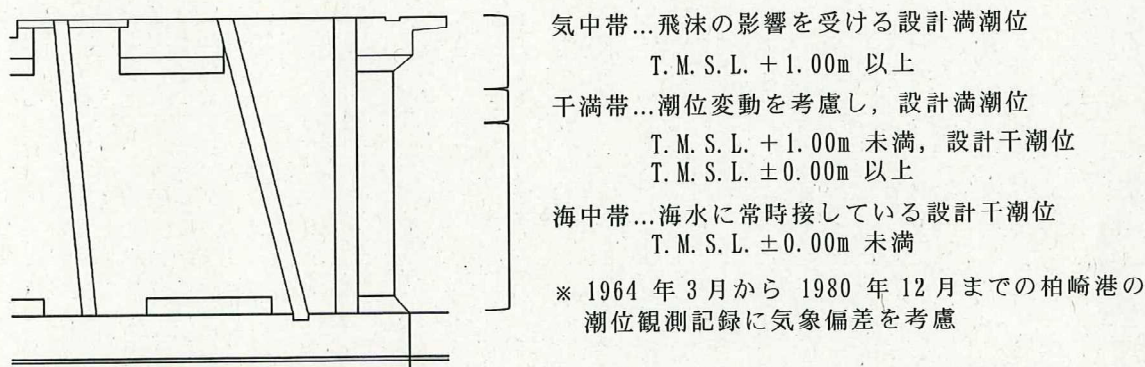 気中帯…飛沫の影響を受ける設計満潮位
T.M.S.L.＋1.00m 以上
干満帯…潮位変動を考慮し，設計満潮位
T.M.S.L.＋1.00m 未満，設計干潮位
T.M.S.L.±0.00m 以上
海中帯…海水に常時接している設計干潮位
T.M.S.L.±0.00m 未満
※ 1964 年 3 月から 1980 年 12 月までの柏崎港の
潮位観測記録に気象偏差を考慮